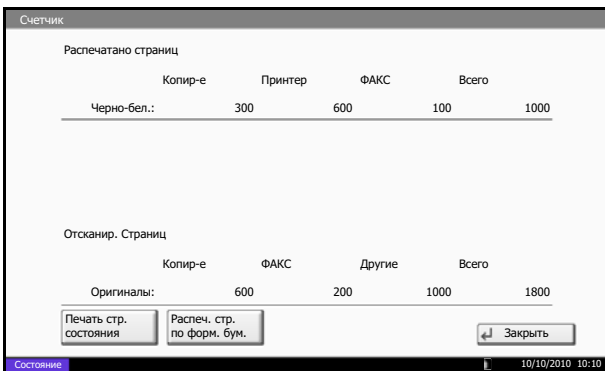 Счетчик
Распечатано страниц
Копир-е Принтер ФАКС Всего
Черно-бел.: 300 600 100 1000
Отсканир. Страниц
Копир-е ФАКС Другие Всего
Оригиналы: 600 200 1000 1800
Печать стр.
состояния
Распеч. стр.
по форм. бум.
Закрыть
Состояние 10/10/2010 10:10